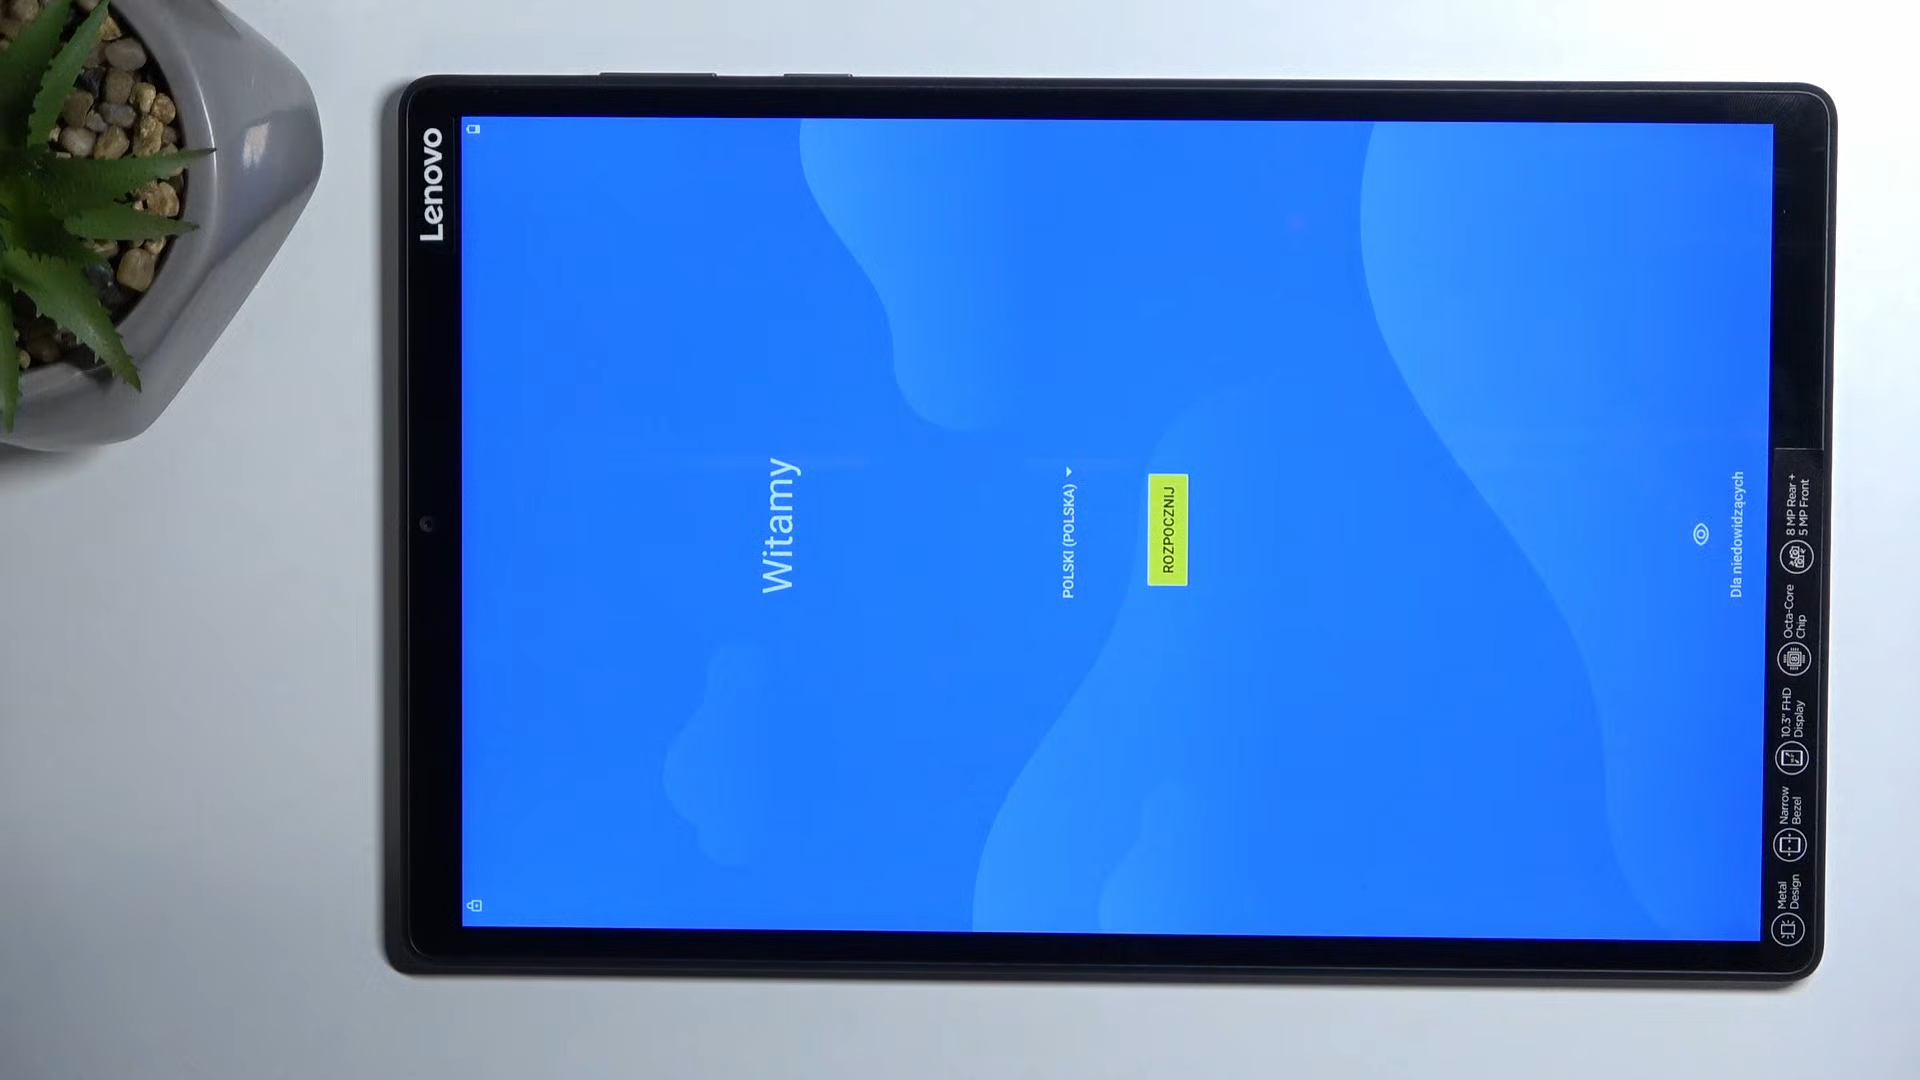 Lenovo
Witamy
POLSKI (POLSKA)
ROZPOCZNIJ
Dla niedowidzących
Metal
Design
Narrow
Bezel
10.3" FHD
Display
Octa-Core
Chip
8 MP Rear +
5 MP Front